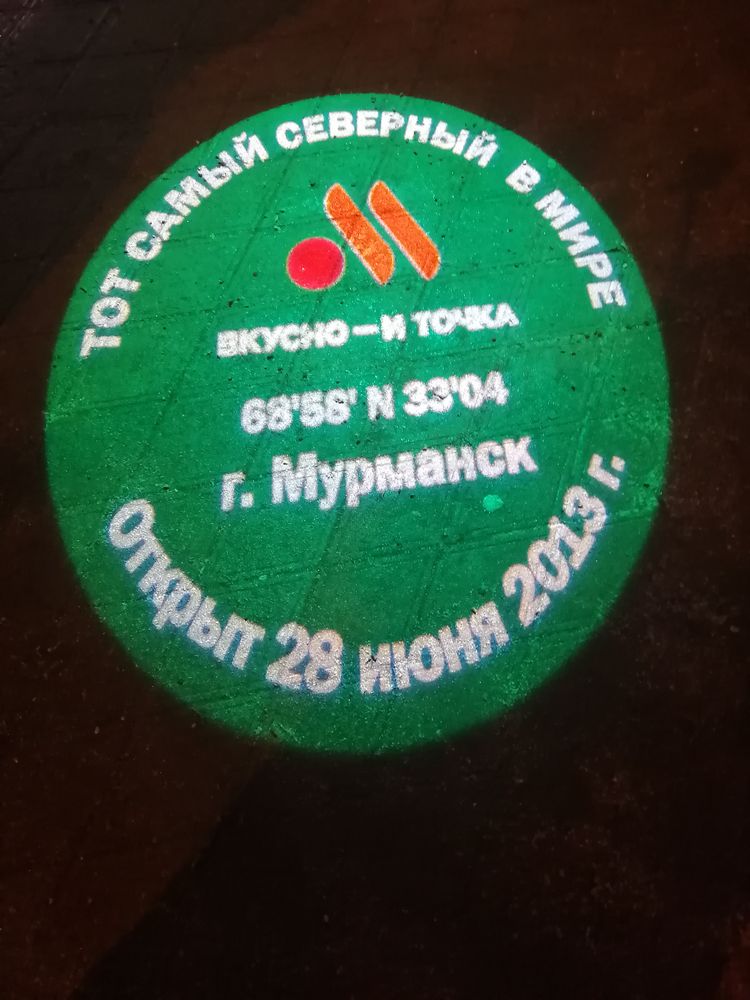 ТОТ САМЫЙ СЕВЕРНЫЙ В МИРЕ
ВКУСНО—И ТОЧКА
68'58' N 33'04
г. Мурманск
Открыт 28 июня 2013 г.